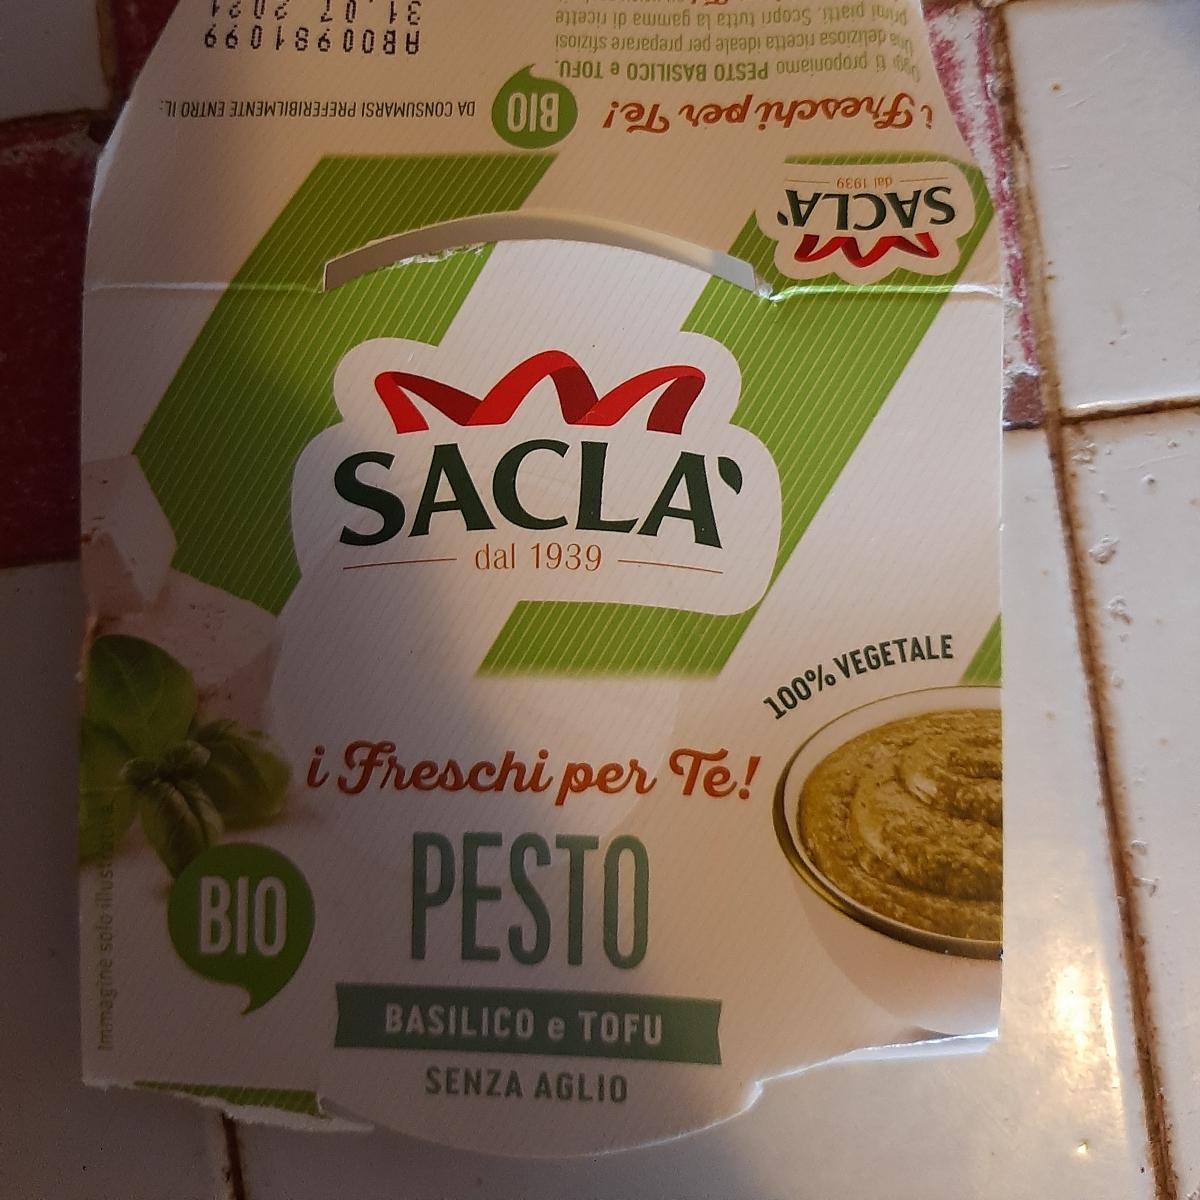 31.07.2021
AB00981099
DA CONSUMARSI PREFERIBILMENTE ENTRO IL:
primi piatti. Scopri tutta la gamma di ricette
Una deliziosa ricetta ideale per preparare sfiziosi
Oggi ti proponiamo PESTO BASILICO e TOFU.
i Freschi per Te!
BIO
SACLA'
dal 1939
SACLA'
dal 1939
100% VEGETALE
i Freschi per Te!
BIO
PESTO
BASILICO e TOFU
SENZA AGLIO
Immagine solo illustrativa